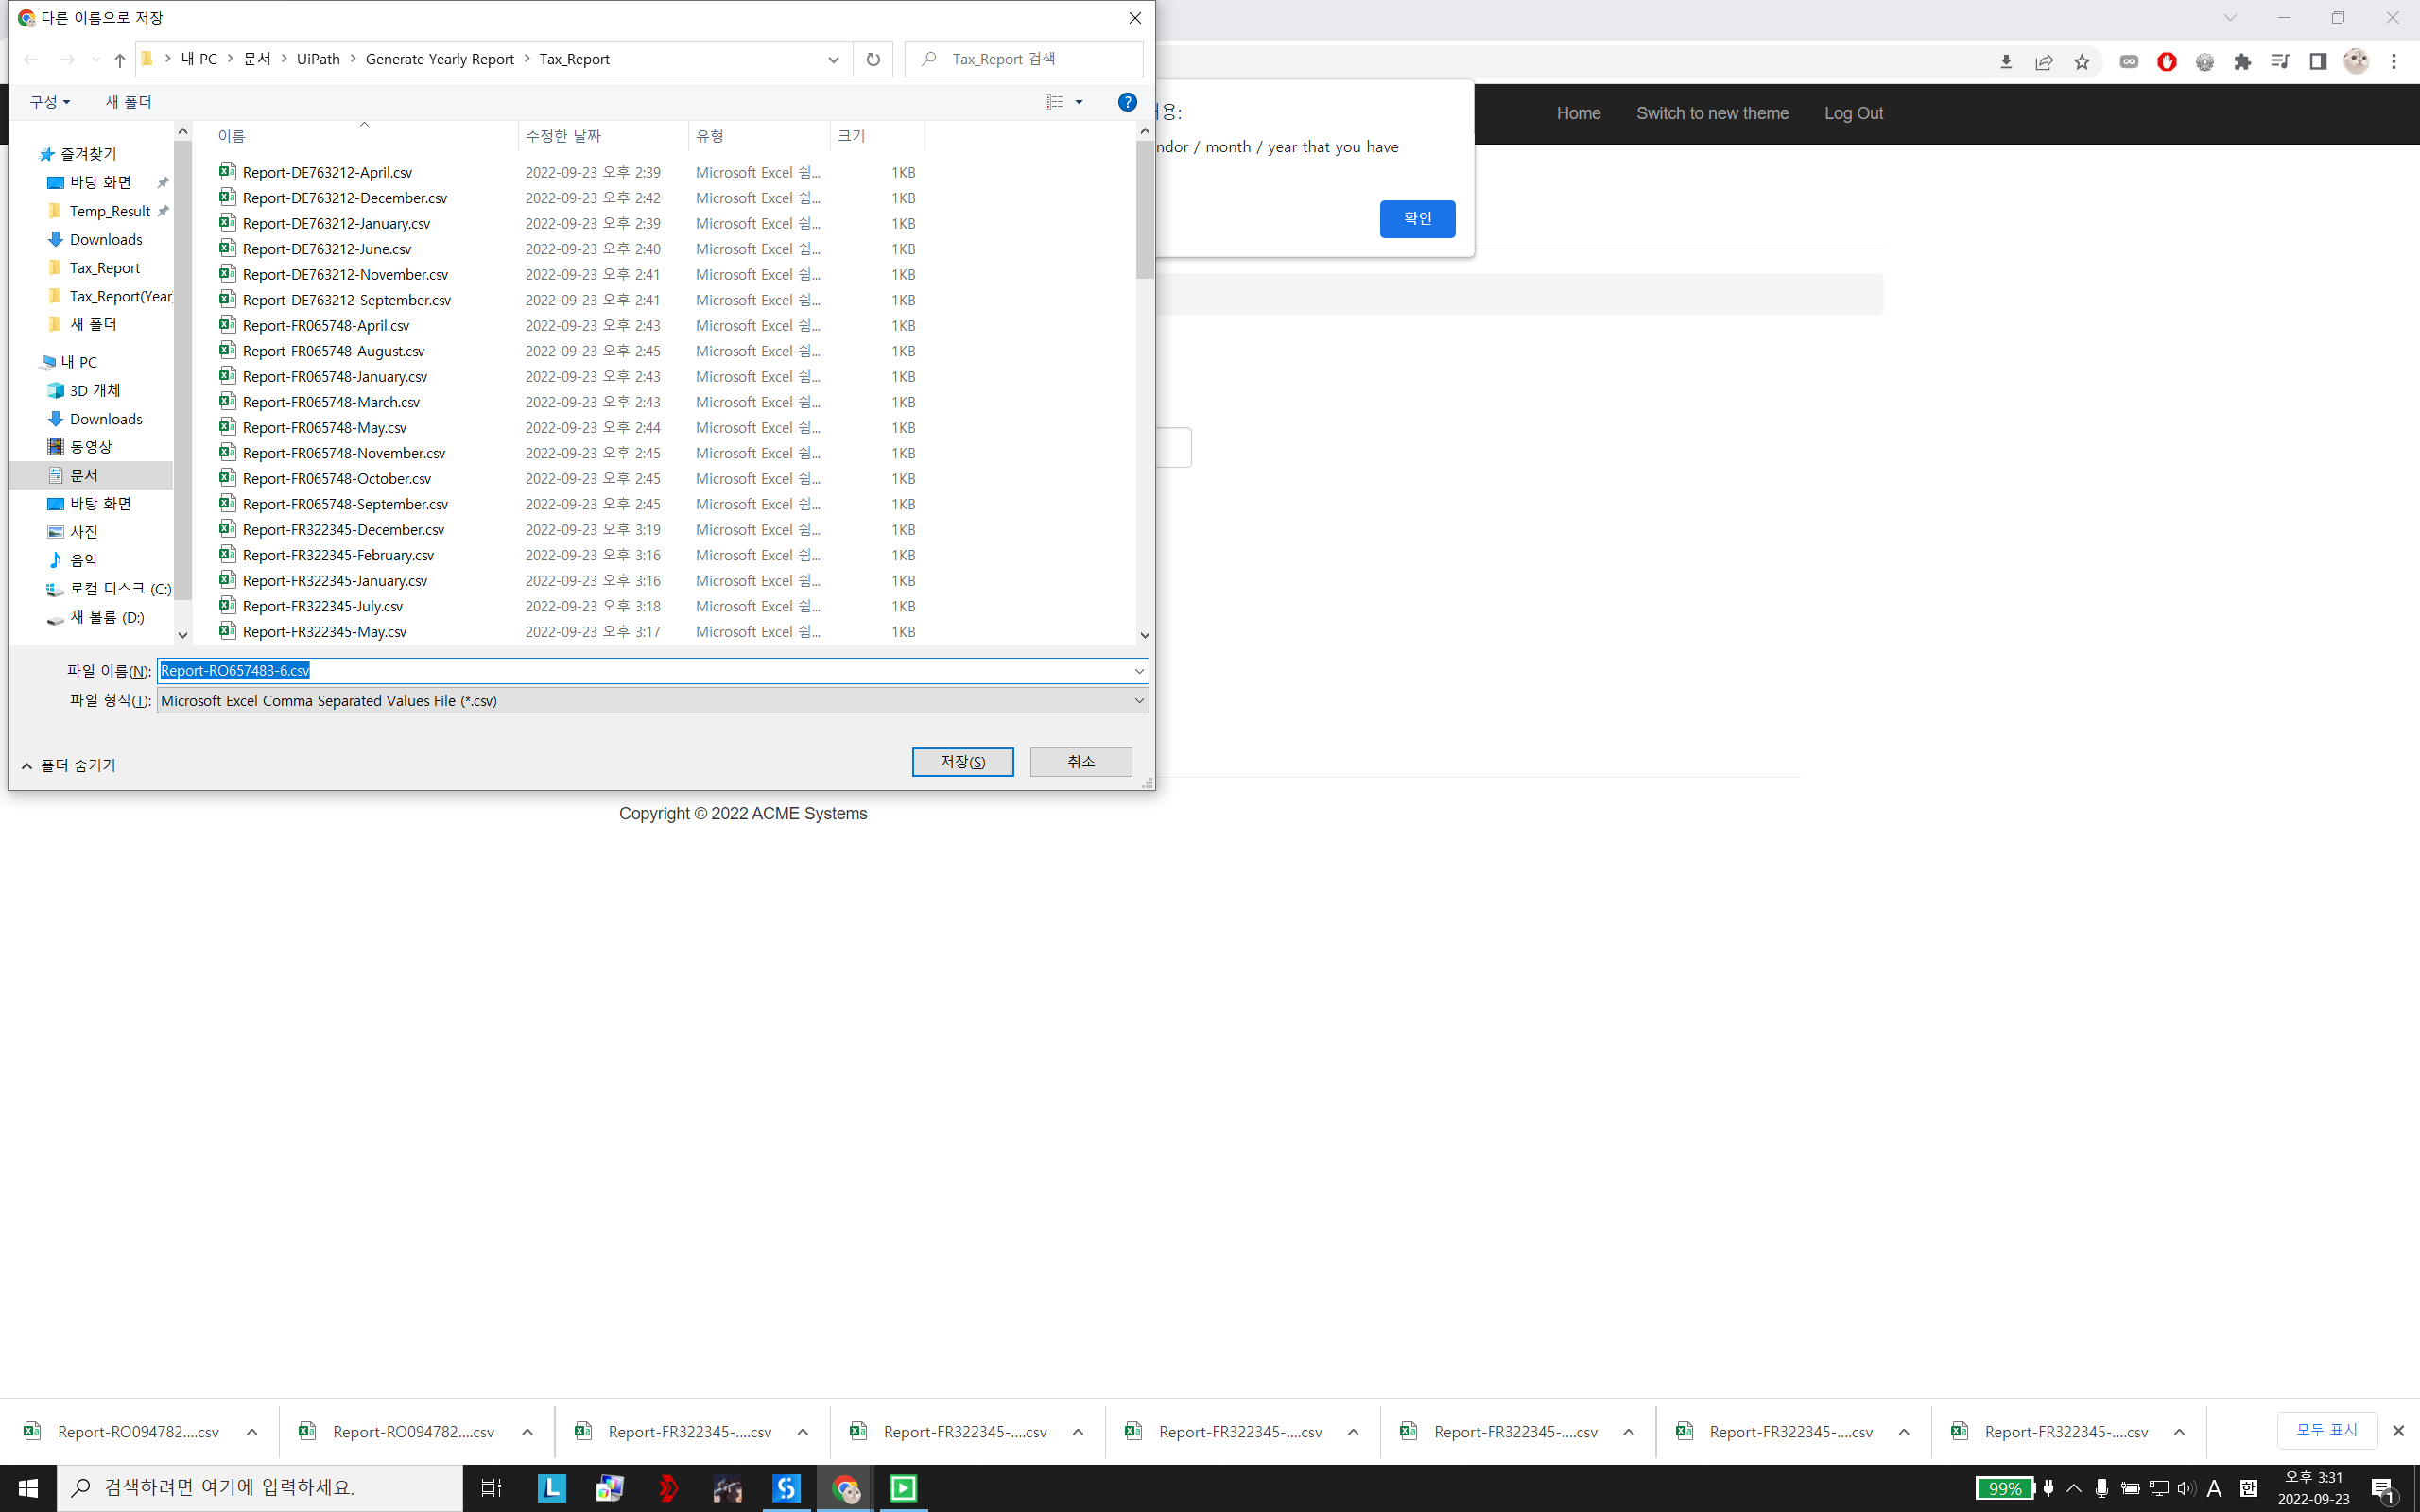 다른 이름으로 저장
내 PC > 문서 > UiPath > Generate Yearly Report > Tax_Report
Tax_Report 검색
구성
새 폴더
즐겨찾기
바탕 화면
Temp_Result
Downloads
Tax_Report
Tax_Report(Year
새 폴더
내 PC
3D 개체
Downloads
동영상
문서
바탕 화면
사진
음악
로컬 디스크 (C:)
새 볼륨 (D:)
이름 수정한 날짜 유형 크기
Report-DE763212-April.csv 2022-09-23 오후 2:39 Microsoft Excel 쉼... 1KB
Report-DE763212-December.csv 2022-09-23 오후 2:42 Microsoft Excel 쉼... 1KB
Report-DE763212-January.csv 2022-09-23 오후 2:39 Microsoft Excel 쉼... 1KB
Report-DE763212-June.csv 2022-09-23 오후 2:40 Microsoft Excel 쉼... 1KB
Report-DE763212-November.csv 2022-09-23 오후 2:41 Microsoft Excel 쉼... 1KB
Report-DE763212-September.csv 2022-09-23 오후 2:41 Microsoft Excel 쉼... 1KB
Report-FR065748-April.csv 2022-09-23 오후 2:43 Microsoft Excel 쉼... 1KB
Report-FR065748-August.csv 2022-09-23 오후 2:45 Microsoft Excel 쉼... 1KB
Report-FR065748-January.csv 2022-09-23 오후 2:43 Microsoft Excel 쉼... 1KB
Report-FR065748-March.csv 2022-09-23 오후 2:43 Microsoft Excel 쉼... 1KB
Report-FR065748-May.csv 2022-09-23 오후 2:44 Microsoft Excel 쉼... 1KB
Report-FR065748-November.csv 2022-09-23 오후 2:45 Microsoft Excel 쉼... 1KB
Report-FR065748-October.csv 2022-09-23 오후 2:45 Microsoft Excel 쉼... 1KB
Report-FR065748-September.csv 2022-09-23 오후 2:45 Microsoft Excel 쉼... 1KB
Report-FR322345-December.csv 2022-09-23 오후 3:19 Microsoft Excel 쉼... 1KB
Report-FR322345-February.csv 2022-09-23 오후 3:16 Microsoft Excel 쉼... 1KB
Report-FR322345-January.csv 2022-09-23 오후 3:16 Microsoft Excel 쉼... 1KB
Report-FR322345-July.csv 2022-09-23 오후 3:18 Microsoft Excel 쉼... 1KB
Report-FR322345-May.csv 2022-09-23 오후 3:17 Microsoft Excel 쉼... 1KB
파일 이름(N): Report-RO657483-6.csv
파일 형식(T): Microsoft Excel Comma Separated Values File (*.csv)
폴더 숨기기
저장(S)
취소
용:
ndor / month / year that you have
확인
Home Switch to new theme Log Out
Copyright © 2022 ACME Systems
Report-RO094782....csv
Report-RO094782....csv
Report-FR322345-....csv
Report-FR322345-....csv
Report-FR322345-....csv
Report-FR322345-....csv
Report-FR322345-....csv
Report-FR322345-....csv
모두 표시
검색하려면 여기에 입력하세요.
99%
A
한
오후 3:31
2022-09-23
1